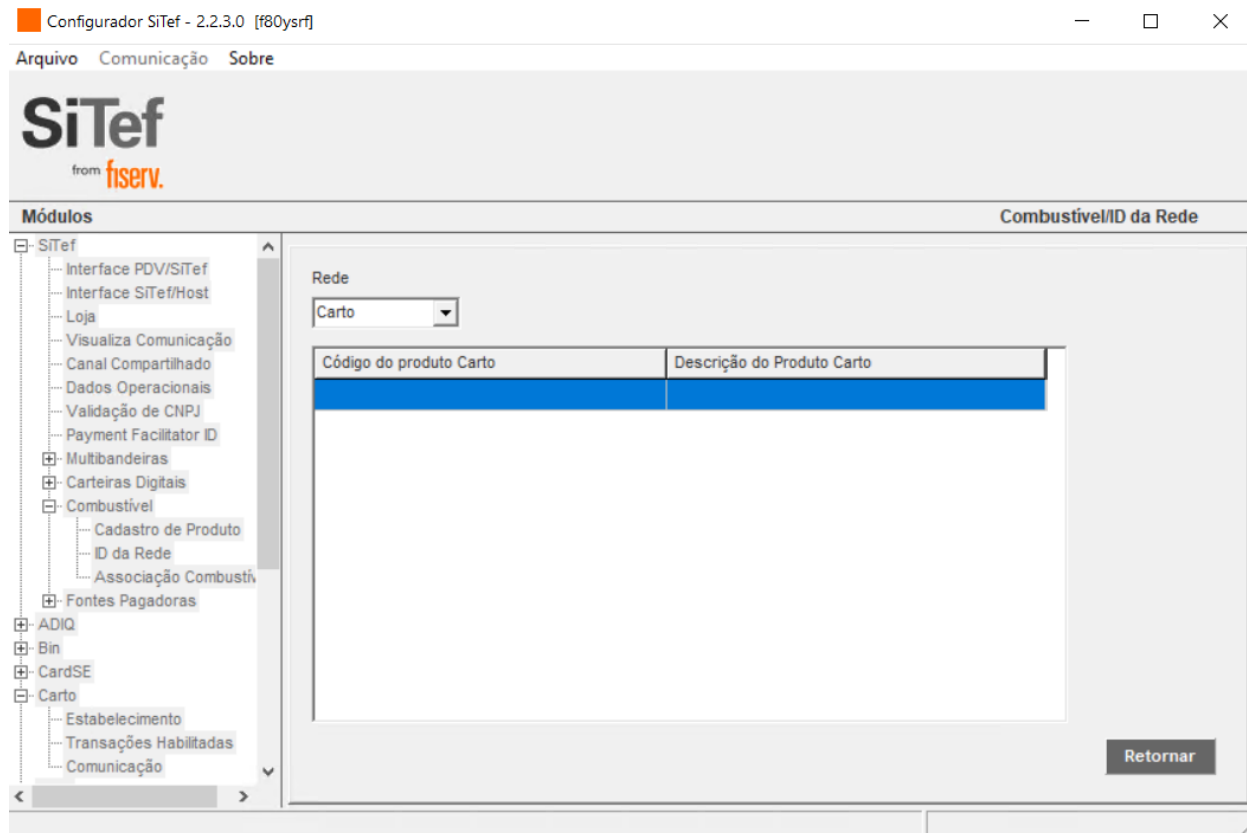 Configurador SiTef - 2.2.3.0 [f80ysrf]
Arquivo Comunicação Sobre
SiTef
from fiserv.
Módulos
Combustível/ID da Rede
SiTef
Interface PDV/SiTef
Interface SiTef/Host
Loja
Visualiza Comunicação
Canal Compartilhado
Dados Operacionais
Validação de CNPJ
Payment Facilitator ID
Multibandeiras
Carteiras Digitais
Combustível
Cadastro de Produto
ID da Rede
Associação Combustív
Fontes Pagadoras
ADIQ
Bin
CardSE
Carto
Estabelecimento
Transações Habilitadas
Comunicação
Rede
Carto
Código do produto Carto
Descrição do Produto Carto
Retornar